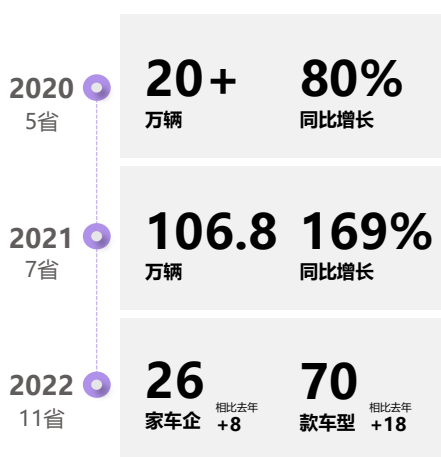 2020
5省
20+
万辆
80%
同比增长
2021
7省
106.8
万辆
169%
同比增长
2022
11省
26
家车企
相比去年
+8
70
款车型
相比去年
+18